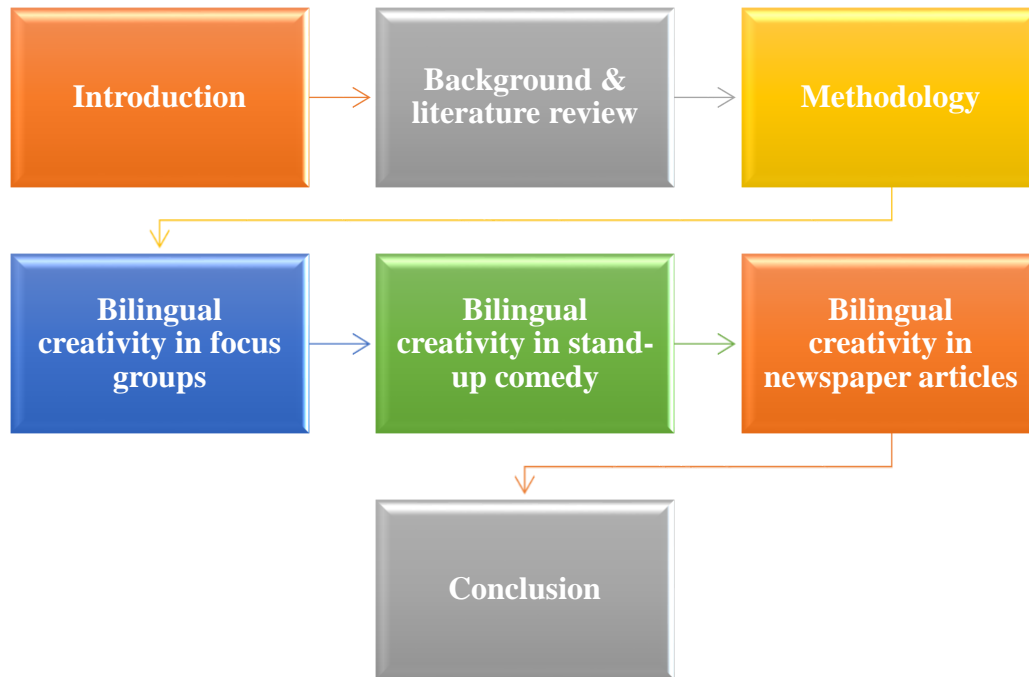 Introduction
Background &
literature review
Methodology
Bilingual
creativity in focus
groups
Bilingual
creativity in stand-
up comedy
Bilingual
creativity in
newspaper articles
Conclusion